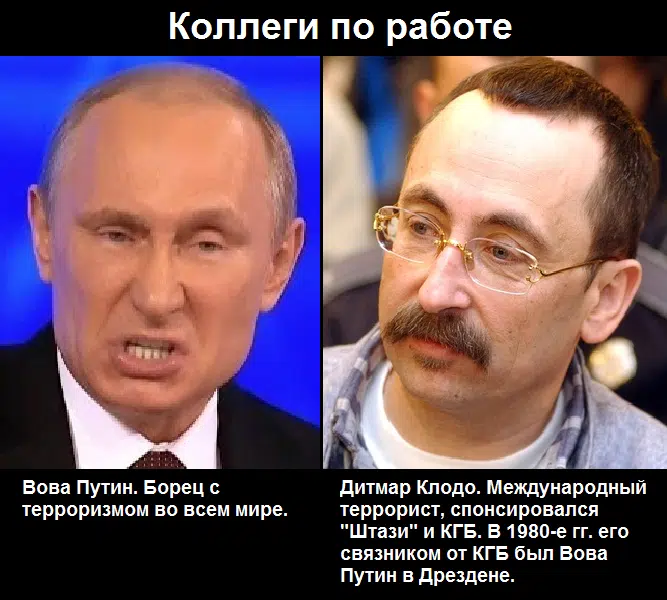 Коллеги по работе
Вова Путин. Борец с
терроризмом во всем мире.
Дитмар Клодо. Международный
террорист, спонсировался
"Штази" и КГБ. В 1980-е гг. его
связником от КГБ был Вова
Путин в Дрездене.